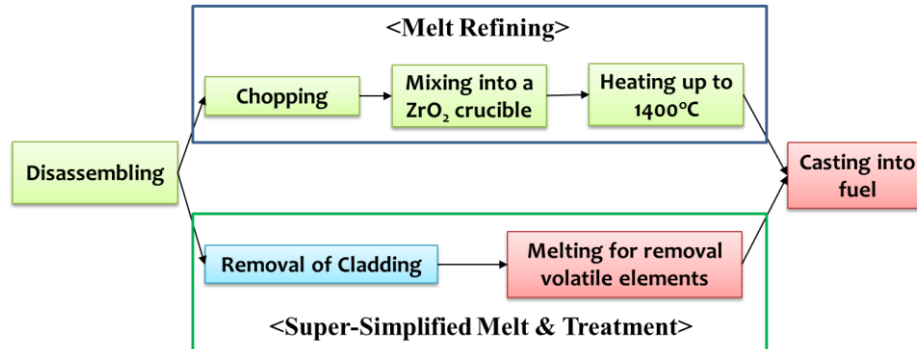 <Melt Refining>
Chopping
Mixing into a
ZrO₂ crucible
Heating up to
1400°C
Disassembling
Casting into
fuel
Removal of Cladding
Melting for removal
volatile elements
<Super-Simplified Melt & Treatment>